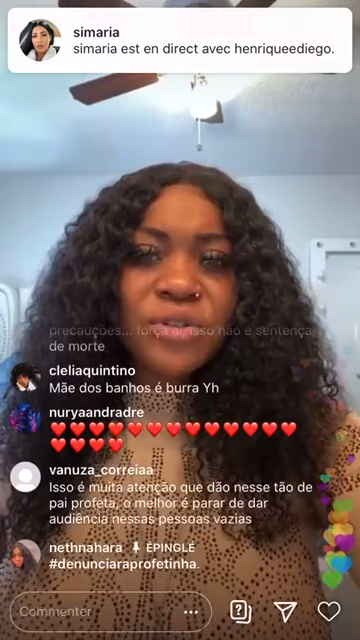 simaria
simaria est en direct avec henriqueediego.
precauções... força aí, isso não é sentença
de morte
cleliaquintino
Mãe dos banhos é burra Yh
nuryaandradre
❤️❤️❤️❤️❤️❤️❤️❤️❤️❤️❤️❤️❤️
❤️❤️❤️❤️
vanuza_correiaa
Isso é muita atenção que dão nesse tão de
pai profeta, o melhor é parar de dar
audiência nessas pessoas vazias
nethnahara 📌 ÉPINGLÉ
#denunciaraprofetinha.
Commenter